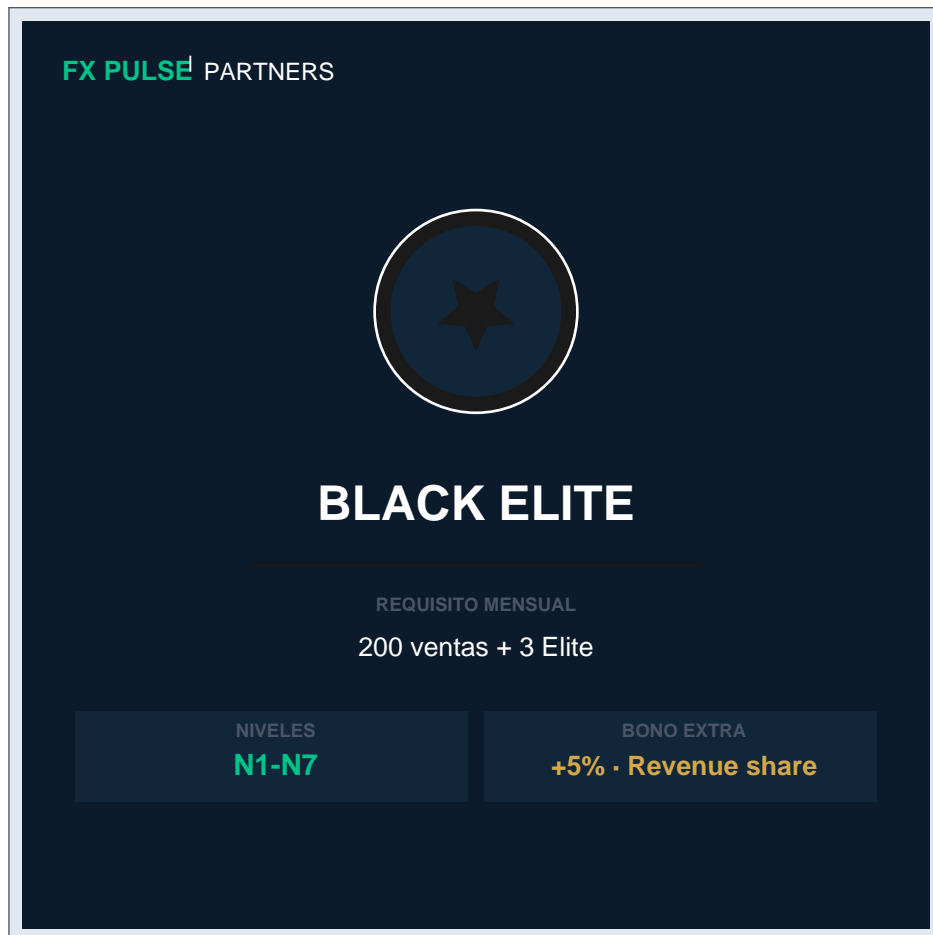 FX PULSE | PARTNERS
BLACK ELITE
REQUISITO MENSUAL
200 ventas + 3 Elite
NIVELES
N1-N7
BONO EXTRA
+5% · Revenue share